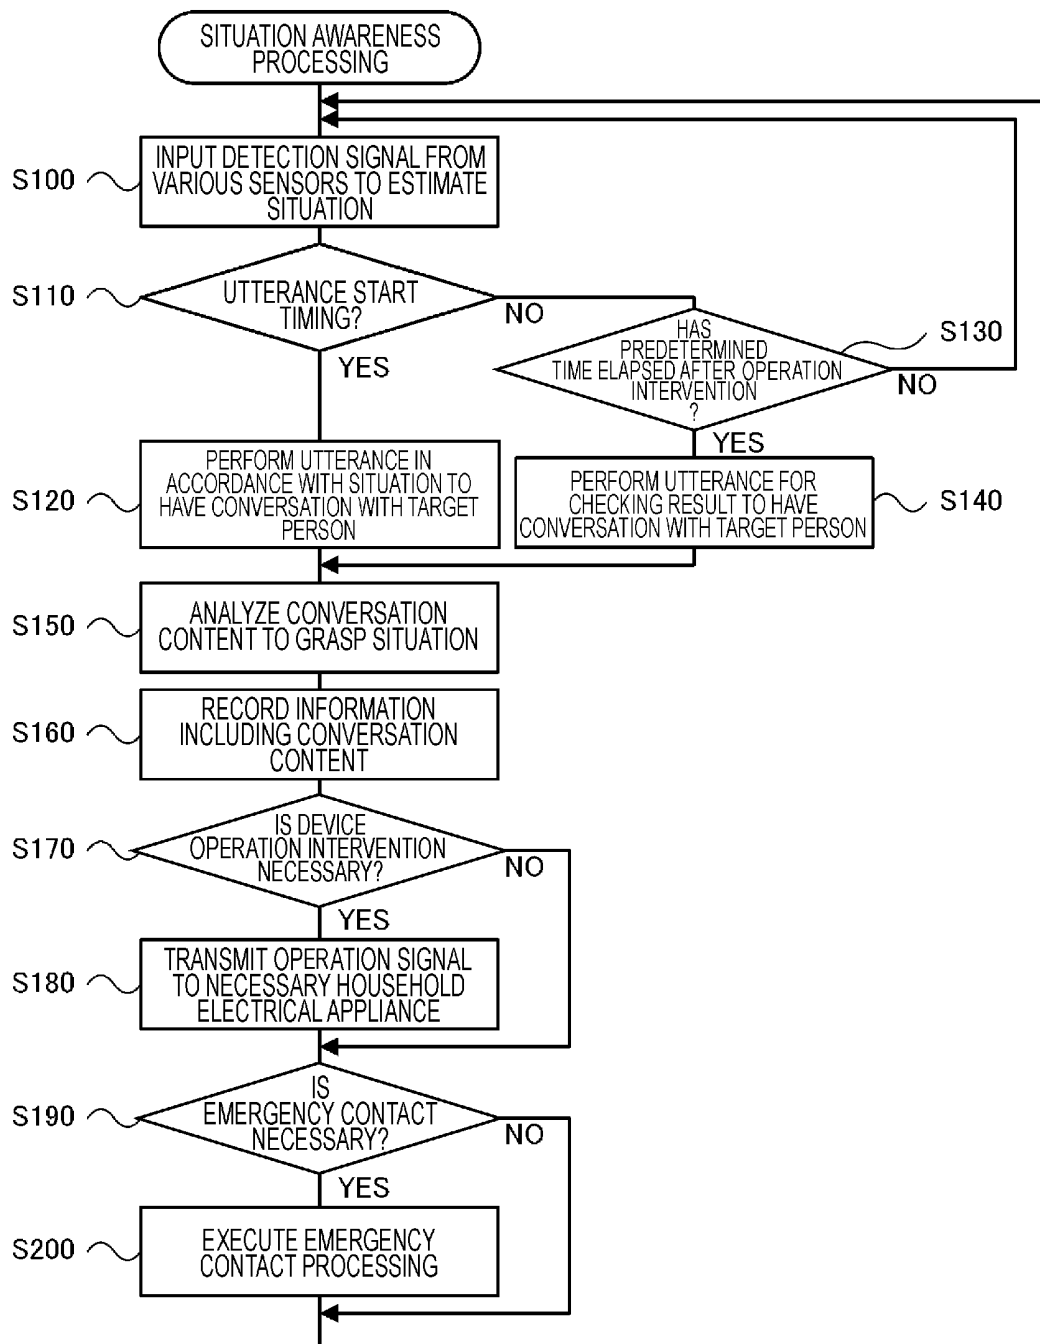 SITUATION AWARENESS
PROCESSING
S100
INPUT DETECTION SIGNAL FROM
VARIOUS SENSORS TO ESTIMATE
SITUATION
S110
UTTERANCE START
TIMING?
NO
YES
S130
HAS
PREDETERMINED
TIME ELAPSED AFTER OPERATION
INTERVENTION
?
NO
YES
S120
PERFORM UTTERANCE IN
ACCORDANCE WITH SITUATION TO
HAVE CONVERSATION WITH TARGET
PERSON
S140
PERFORM UTTERANCE FOR
CHECKING RESULT TO HAVE
CONVERSATION WITH TARGET PERSON
S150
ANALYZE CONVERSATION
CONTENT TO GRASP SITUATION
S160
RECORD INFORMATION
INCLUDING CONVERSATION
CONTENT
S170
IS DEVICE
OPERATION INTERVENTION
NECESSARY?
NO
YES
S180
TRANSMIT OPERATION SIGNAL
TO NECESSARY HOUSEHOLD
ELECTRICAL APPLIANCE
S190
IS
EMERGENCY CONTACT
NECESSARY?
NO
YES
S200
EXECUTE EMERGENCY
CONTACT PROCESSING